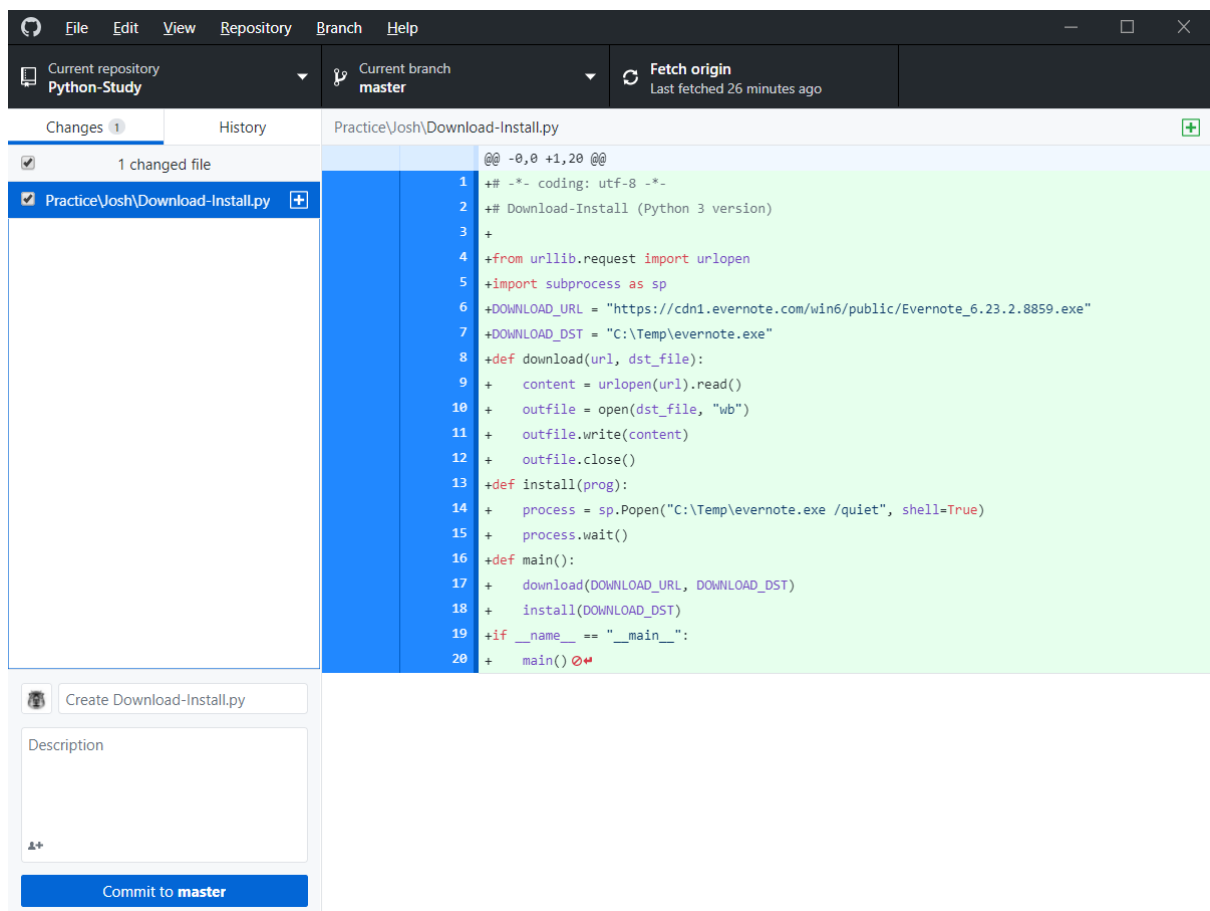 File Edit View Repository Branch Help
Current repository
Python-Study
Current branch
master
Fetch origin
Last fetched 26 minutes ago
Changes 1
History
Practice\Josh\Download-Install.py
1 changed file
Practice\Josh\Download-Install.py
@@ -0,0 +1,20 @@
1 +# -*- coding: utf-8 -*-
2 +# Download-Install (Python 3 version)
3 +
4 +from urllib.request import urlopen
5 +import subprocess as sp
6 +DOWNLOAD_URL = "https://cdn1.evernote.com/win6/public/Evernote_6.23.2.8859.exe"
7 +DOWNLOAD_DST = "C:\Temp\evernote.exe"
8 +def download(url, dst_file):
9 +    content = urlopen(url).read()
10 +    outfile = open(dst_file, "wb")
11 +    outfile.write(content)
12 +    outfile.close()
13 +def install(prog):
14 +    process = sp.Popen("C:\Temp\evernote.exe /quiet", shell=True)
15 +    process.wait()
16 +def main():
17 +    download(DOWNLOAD_URL, DOWNLOAD_DST)
18 +    install(DOWNLOAD_DST)
19 +if __name__ == "__main__":
20 +    main()
Create Download-Install.py
Description
Commit to master